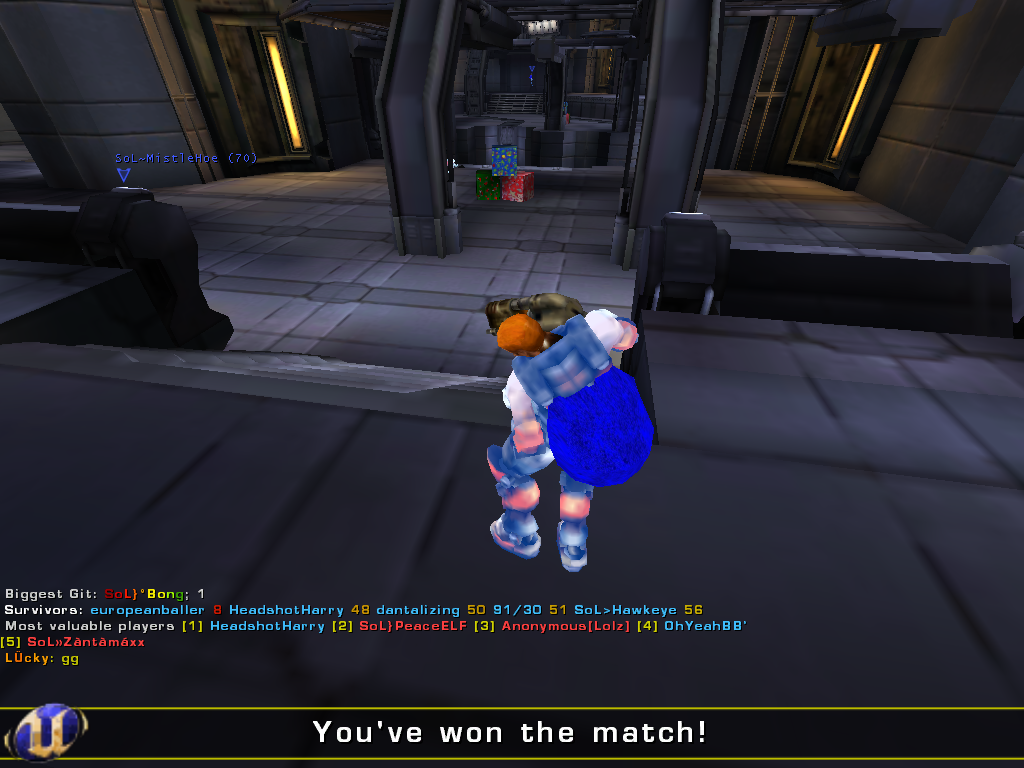 SoL~MistleHoe (70)
Biggest Git: SoL}°Bong; 1
Survivors: europeanballer 8 HeadshotHarry 48 dantalizing 50 91/30 51 SoL>Hawkeye 56
Most valuable players [1] HeadshotHarry [2] SoL}PeaceELF [3] Anonymous[Lolz] [4] OhYeahBB'
[5] SoL»Zàntàmáxx
LÜcky: gg
You've won the match!